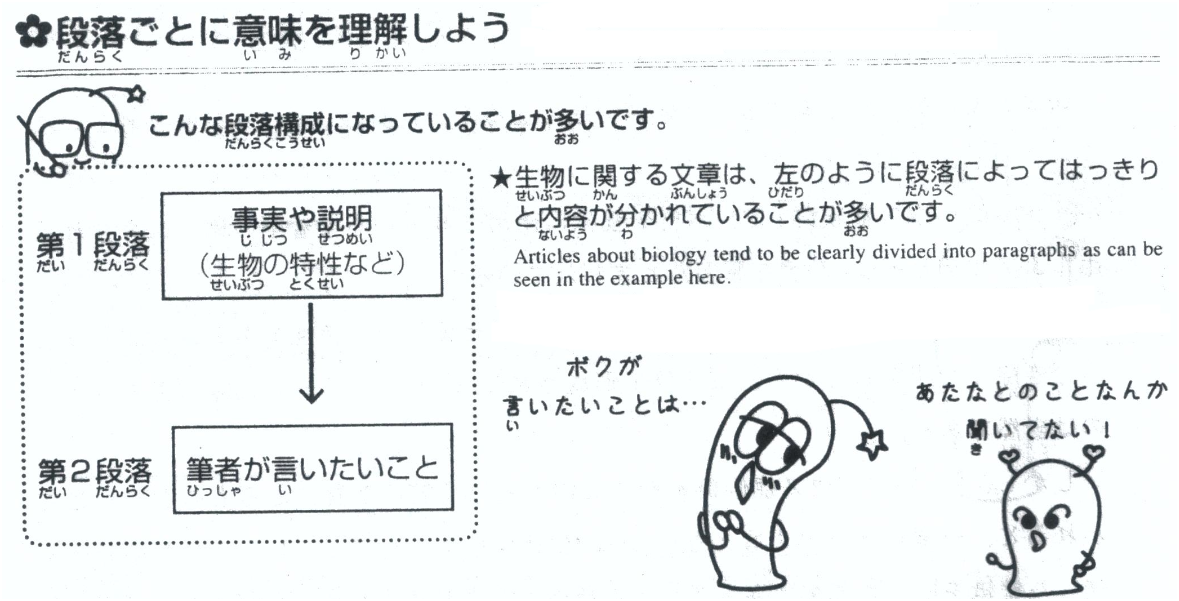 ✿段落ごとに意味を理解しよう
だんらく いみ りかい
こんな段落構成になっていることが多いです。
だんらくこうせい おお
第1段落
だい だんらく
事実や説明
じじつ せつめい
(生物の特性など)
せいぶつ とくせい
第2段落
だい だんらく
筆者が言いたいこと
ひっしゃ い
★生物に関する文章は、左のように段落によってはっきり
せいぶつ かん ぶんしょう ひだり だんらく
と内容が分かれていることが多いです。
ないよう わ おお
Articles about biology tend to be clearly divided into paragraphs as can be
seen in the example here.
ボクが
言いたいことは…
い
あたなとのことなんか
聞いてない!
き